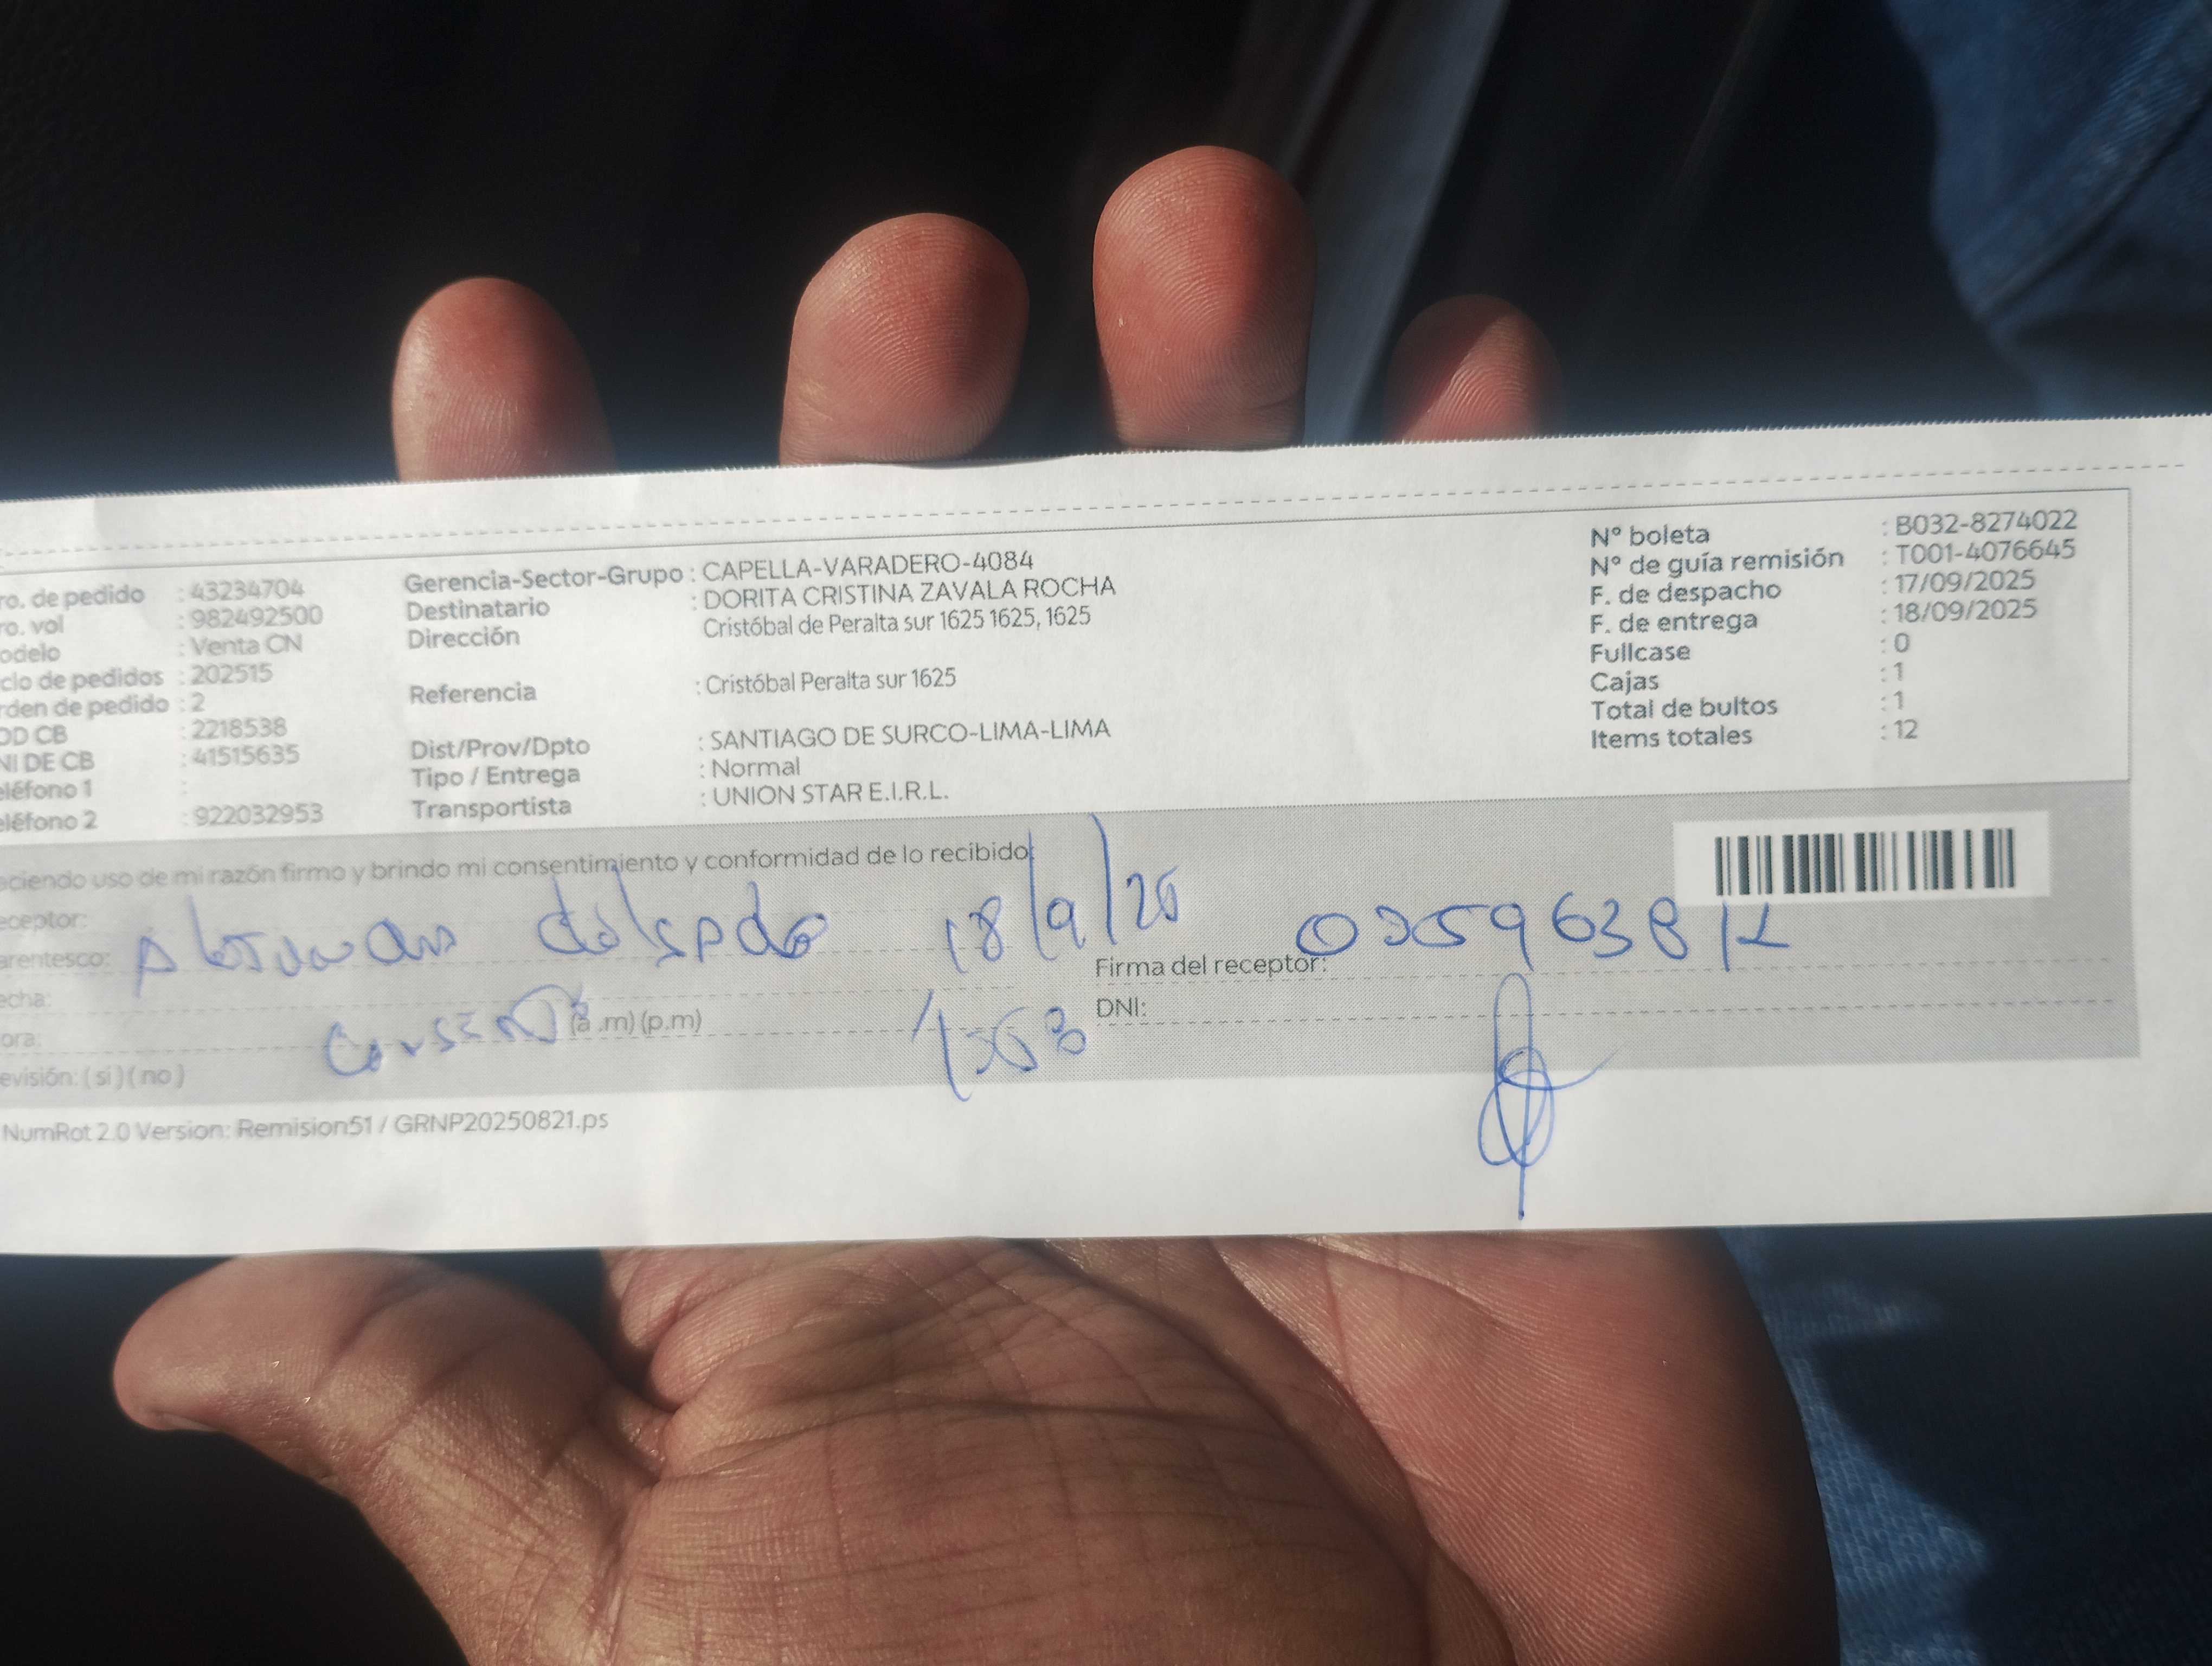 ro. de pedido : 43234704
ro. vol : 982492500
odelo : Venta CN
clo de pedidos : 202515
rden de pedido : 2
OD CB : 2218538
NI DE CB : 41515635
eléfono 1 :
eléfono 2 : 922032953
Gerencia-Sector-Grupo : CAPELLA-VARADERO-4084
Destinatario : DORITA CRISTINA ZAVALA ROCHA
Dirección Cristóbal de Peralta sur 1625 1625, 1625
Referencia : Cristóbal Peralta sur 1625
Dist/Prov/Dpto : SANTIAGO DE SURCO-LIMA-LIMA
Tipo / Entrega : Normal
Transportista : UNION STAR E.I.R.L.
N° boleta : B032-8274022
N° de guía remisión : T001-4076645
F. de despacho : 17/09/2025
F. de entrega : 18/09/2025
Fullcase : 0
Cajas : 1
Total de bultos : 1
Items totales : 12
aciendo uso de mi razón firmo y brindo mi consentimiento y conformidad de lo recibido:
eceptor:
arentesco:
echa: 18/9/25
ora: (a .m) (p.m)
evisión: ( sí ) ( no )
Firma del receptor:
DNI:
NumRot 2.0 Version: Remision51 / GRNP20250821.ps